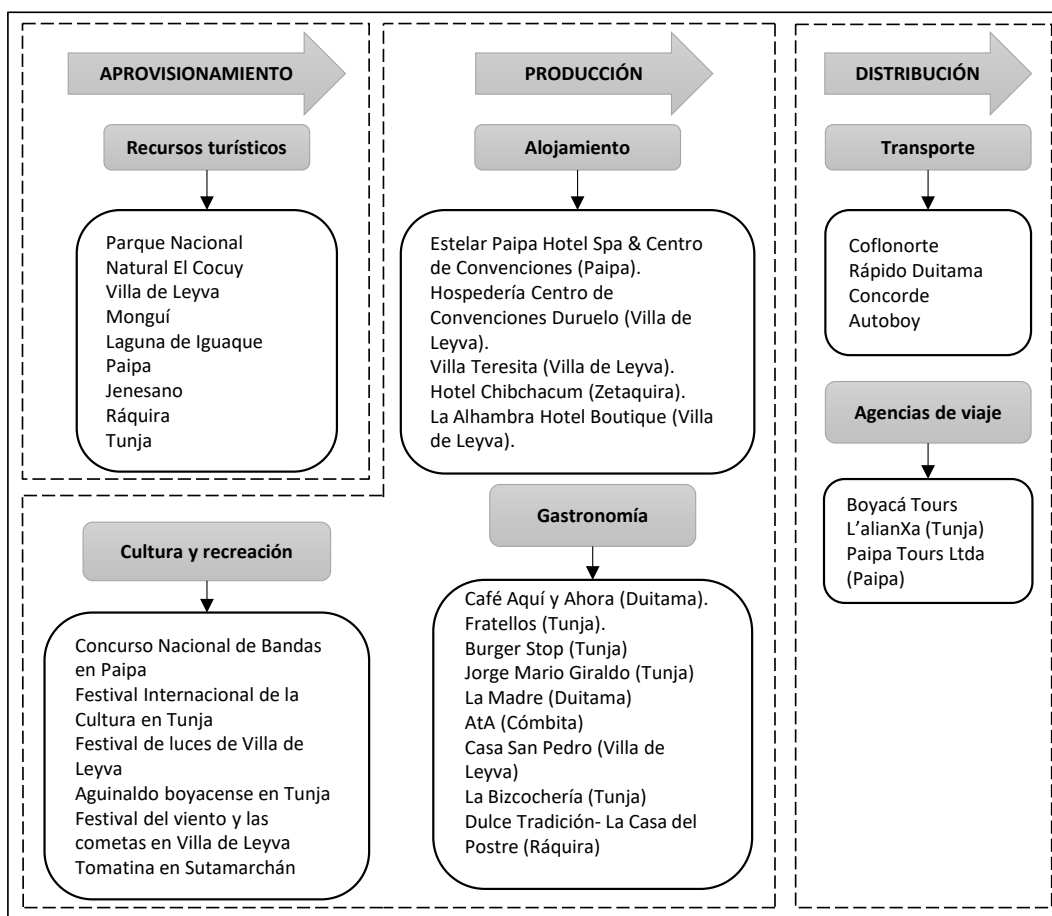 APROVISIONAMIENTO
Recursos turísticos
Parque Nacional
Natural El Cocuy
Villa de Leyva
Monguí
Laguna de Iguaque
Paipa
Jenesano
Ráquira
Tunja
PRODUCCIÓN
Alojamiento
Estelar Paipa Hotel Spa & Centro
de Convenciones (Paipa).
Hospedería Centro de
Convenciones Duruelo (Villa de
Leyva).
Villa Teresita (Villa de Leyva).
Hotel Chibchacum (Zetaquira).
La Alhambra Hotel Boutique (Villa
de Leyva).
Cultura y recreación
Concurso Nacional de Bandas
en Paipa
Festival Internacional de la
Cultura en Tunja
Festival de luces de Villa de
Leyva
Aguinaldo boyacense en Tunja
Festival del viento y las
cometas en Villa de Leyva
Tomatina en Sutamarchán
Gastronomía
Café Aquí y Ahora (Duitama).
Fratellos (Tunja).
Burger Stop (Tunja)
Jorge Mario Giraldo (Tunja)
La Madre (Duitama)
AtA (Cómbita)
Casa San Pedro (Villa de
Leyva)
La Bizcochería (Tunja)
Dulce Tradición- La Casa del
Postre (Ráquira)
DISTRIBUCIÓN
Transporte
Coflonorte
Rápido Duitama
Concorde
Autoboy
Agencias de viaje
Boyacá Tours
L’alianXa (Tunja)
Paipa Tours Ltda
(Paipa)